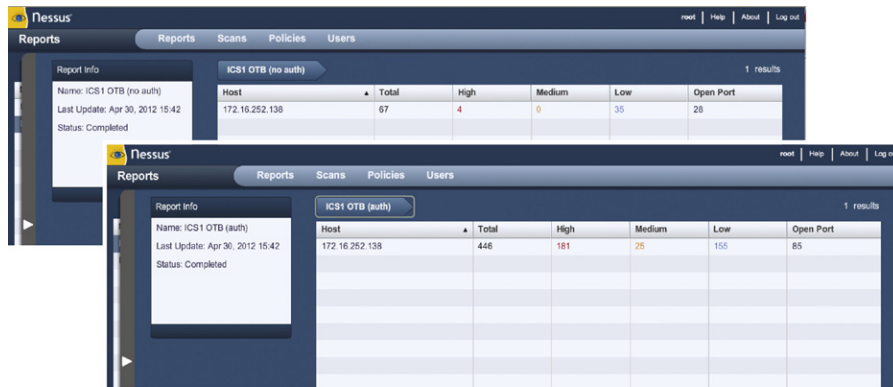 nessus
root | Help | About | Log out
Reports Reports Scans Policies Users
Report Info
ICS1 OTB (no auth) 1 results
Name: ICS1 OTB (no auth)
Last Update: Apr 30, 2012 15:42
Status: Completed
Host Total High Medium Low Open Port
172.16.252.138 67 4 0 35 28
nessus
root | Help | About | Log o
Reports Reports Scans Policies Users
Report Info
ICS1 OTB (auth) 1 results
Name: ICS1 OTB (auth)
Last Update: Apr 30, 2012 15:42
Status: Completed
Host Total High Medium Low Open Port
172.16.252.138 446 181 25 155 85